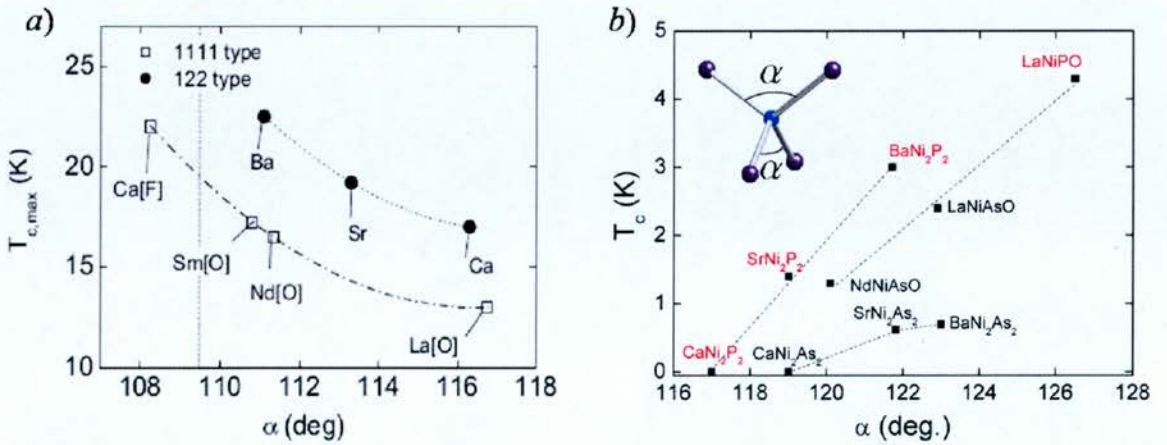 a)
1111 type
122 type
25
20
15
10
T_c,max (K)
Ba
Ca[F]
Sr
Sm[O]
Ca
Nd[O]
La[O]
108 110 112 114 116 118
α (deg)
b)
5
4
3
2
1
0
T_c (K)
α
α
LaNiPO
BaNi₂P₂
LaNiAsO
SrNi₂P₂
NdNiAsO
SrNi₂As₂
BaNi₂As₂
CaNi₂P₂
CaNi₂As₂
116 118 120 122 124 126 128
α (deg.)